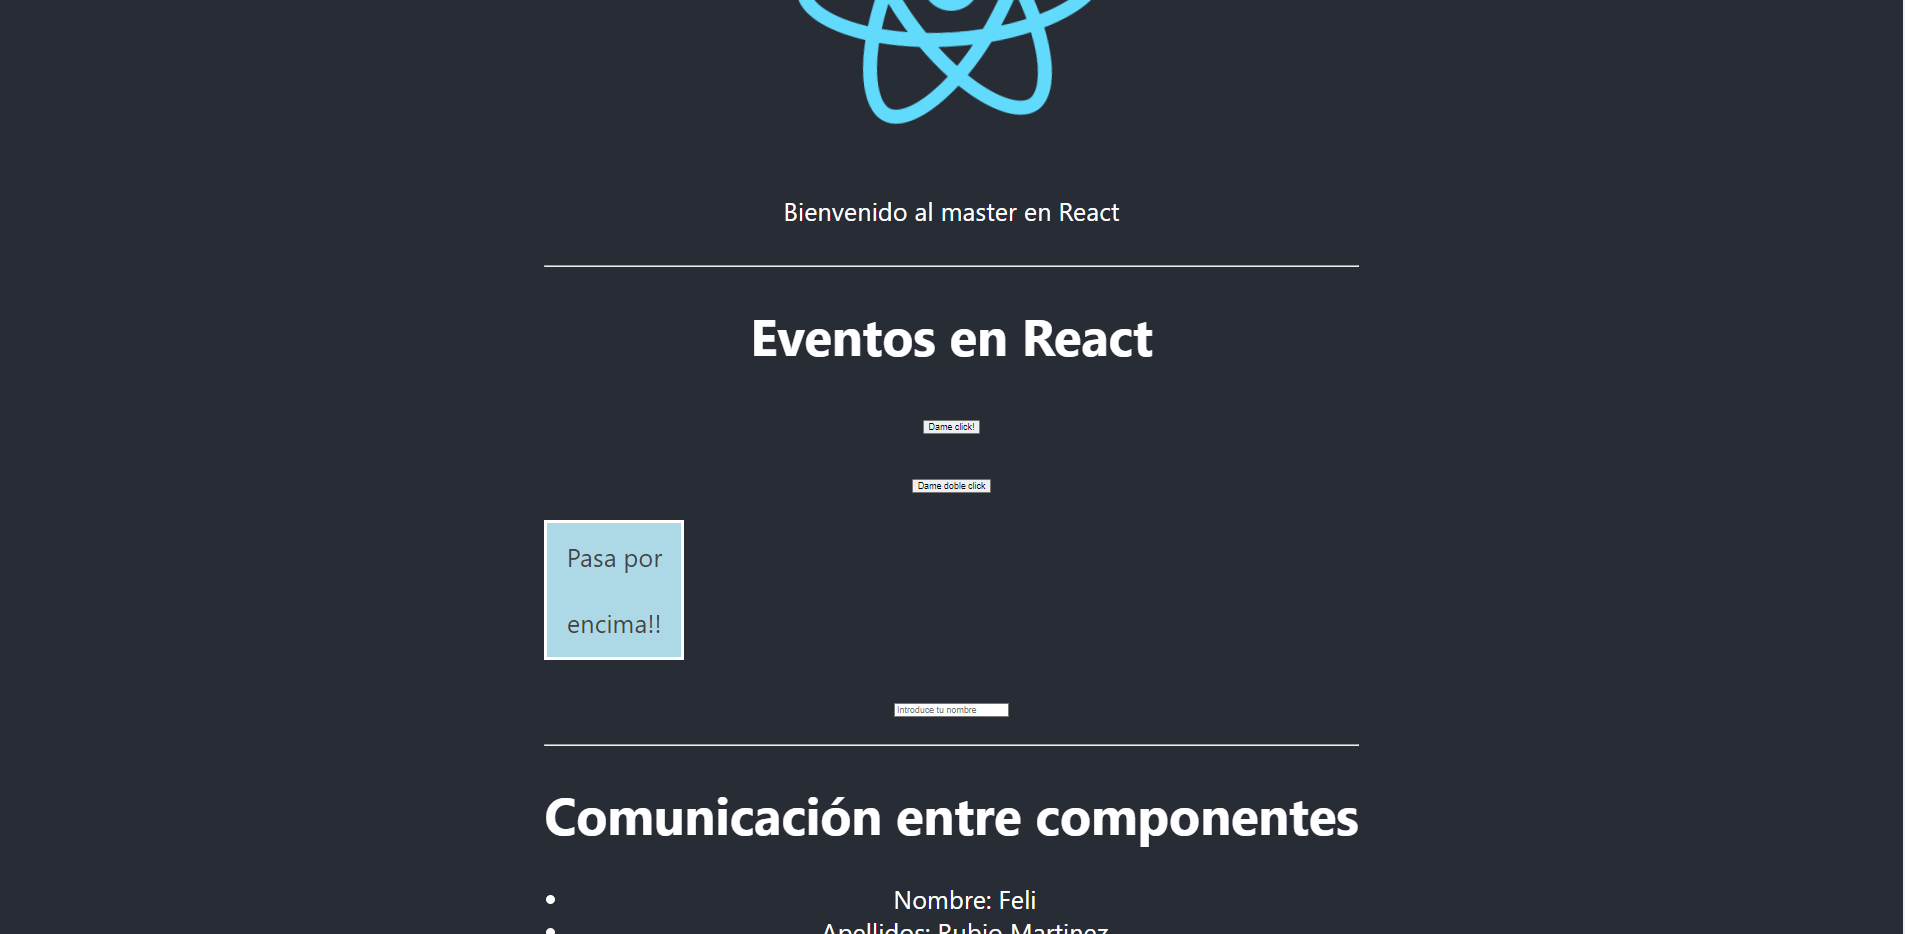 Bienvenido al master en React
Eventos en React
Dame click!
Dame doble click
Pasa por
encima!!
Introduce tu nombre
Comunicación entre componentes
Nombre: Feli
Apellidos: Rubio Martinez